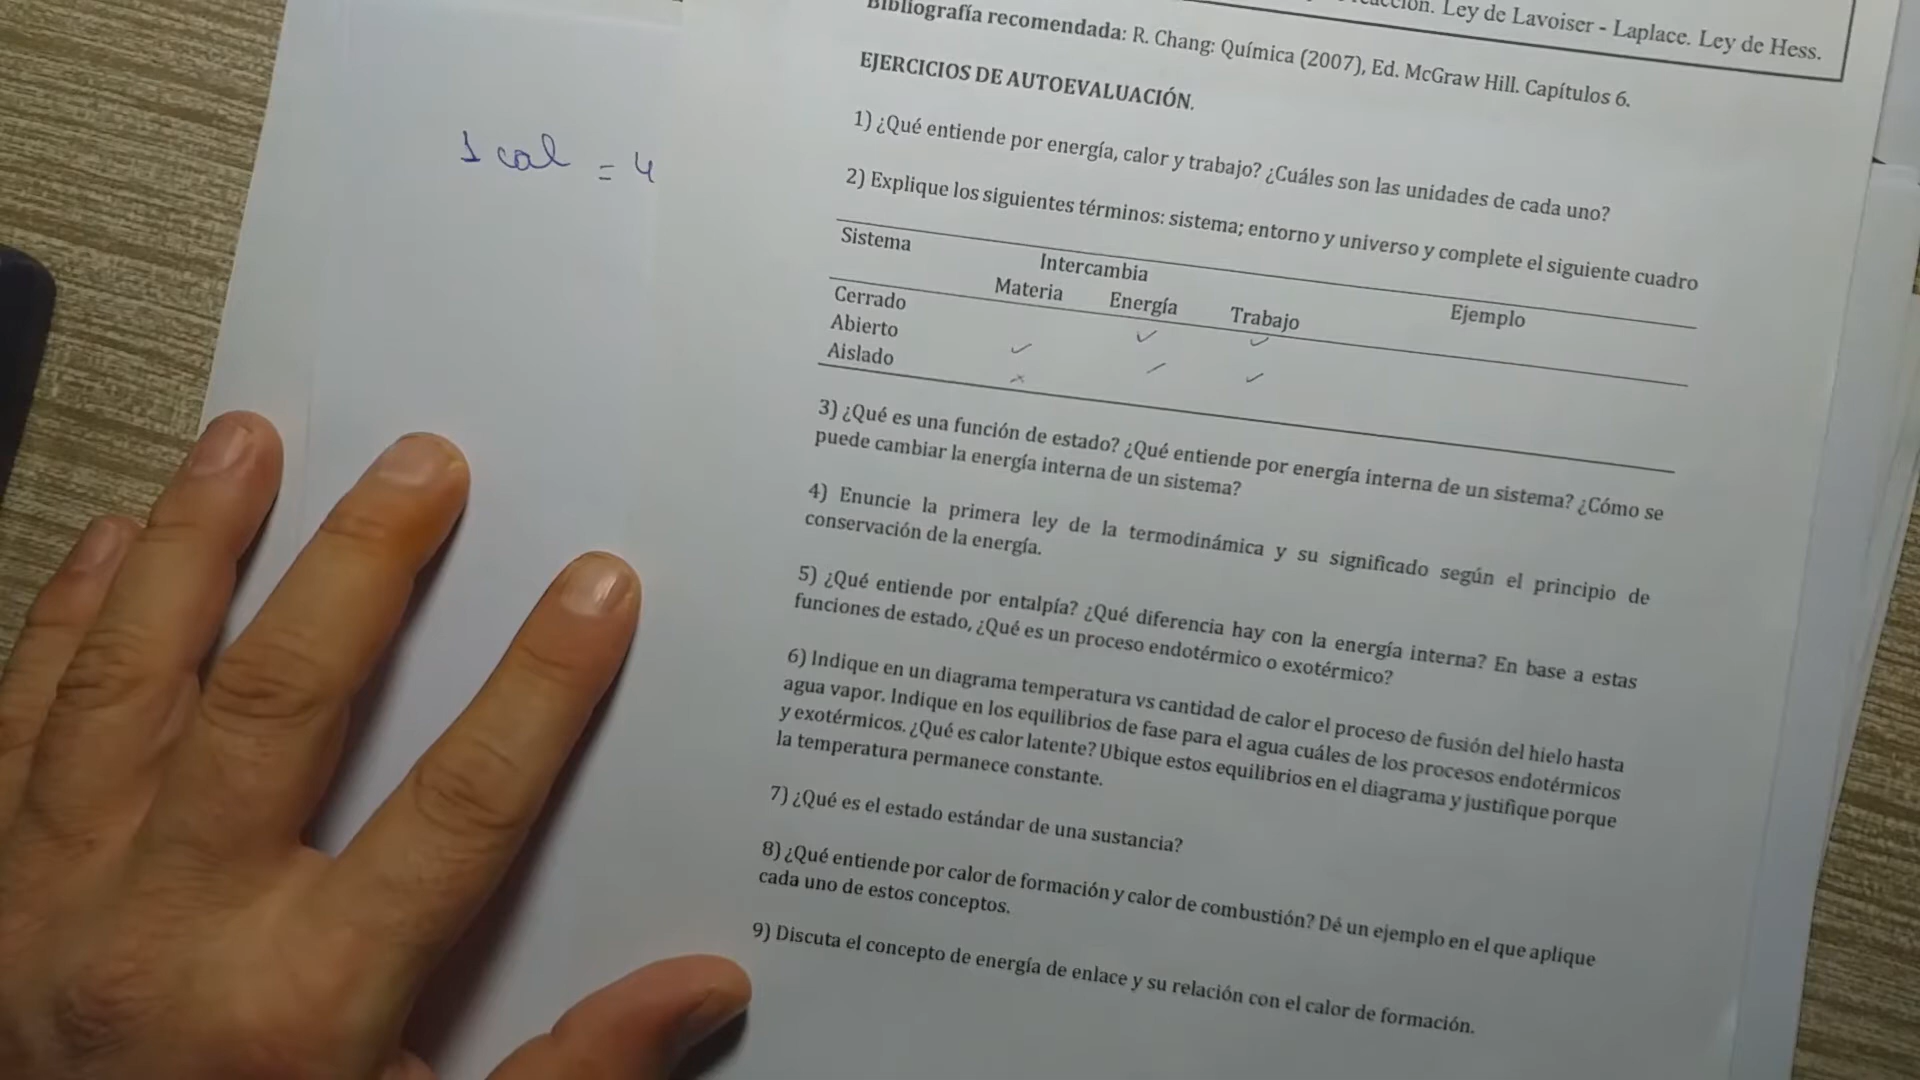 reacción. Ley de Lavoiser - Laplace. Ley de Hess.
Bibliografía recomendada: R. Chang: Química (2007), Ed. McGraw Hill. Capítulos 6.
EJERCICIOS DE AUTOEVALUACIÓN.
1 cal = 4
1) ¿Qué entiende por energía, calor y trabajo? ¿Cuáles son las unidades de cada uno?
2) Explique los siguientes términos: sistema; entorno y universo y complete el siguiente cuadro
Sistema Intercambia Ejemplo
Materia Energía Trabajo
Cerrado ✓ ✓
Abierto ✓ ✓ ✓
Aislado x
3) ¿Qué es una función de estado? ¿Qué entiende por energía interna de un sistema? ¿Cómo se
puede cambiar la energía interna de un sistema?
4) Enuncie la primera ley de la termodinámica y su significado según el principio de
conservación de la energía.
5) ¿Qué entiende por entalpía? ¿Qué diferencia hay con la energía interna? En base a estas
funciones de estado, ¿Qué es un proceso endotérmico o exotérmico?
6) Indique en un diagrama temperatura vs cantidad de calor el proceso de fusión del hielo hasta
agua vapor. Indique en los equilibrios de fase para el agua cuáles de los procesos endotérmicos
y exotérmicos. ¿Qué es calor latente? Ubique estos equilibrios en el diagrama y justifique porque
la temperatura permanece constante.
7) ¿Qué es el estado estándar de una sustancia?
8) ¿Qué entiende por calor de formación y calor de combustión? Dé un ejemplo en el que aplique
cada uno de estos conceptos.
9) Discuta el concepto de energía de enlace y su relación con el calor de formación.